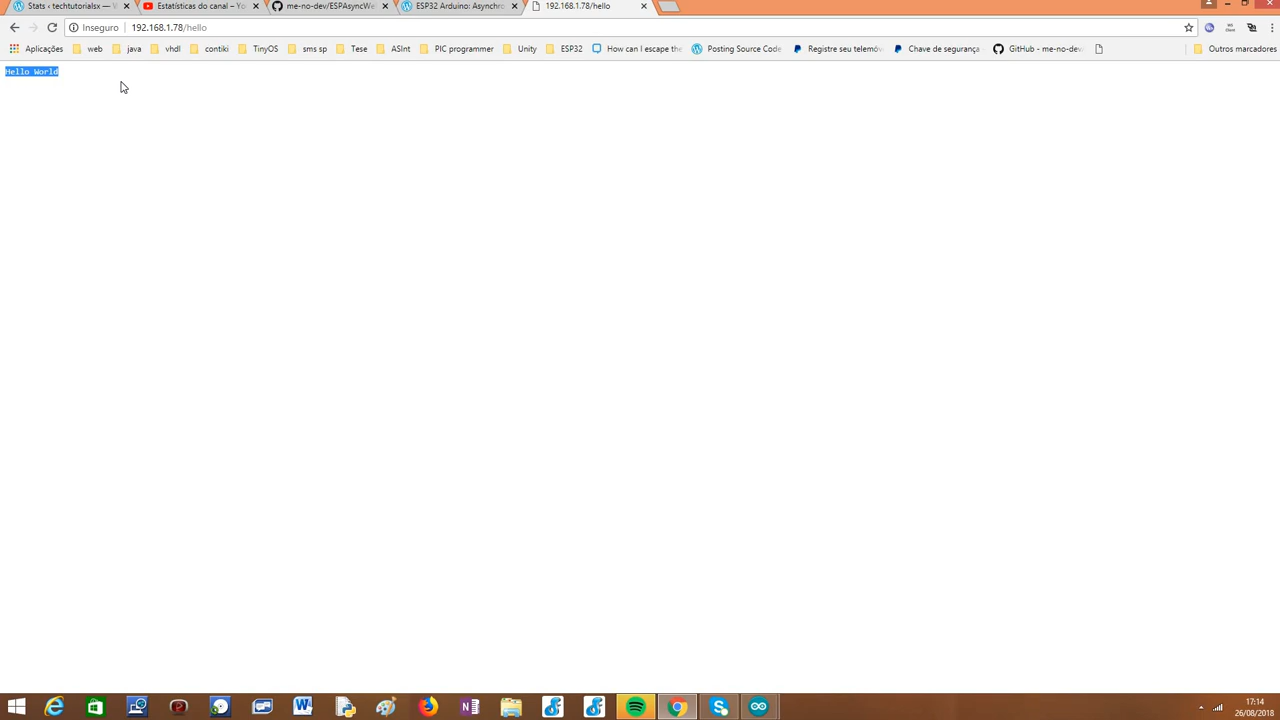 Stats ‹ techtutorialsx — W
Estatísticas do canal – Yo
me-no-dev/ESPAsyncWe
ESP32 Arduino: Asynchro
192.168.1.78/hello
Inseguro
192.168.1.78/hello
Aplicações
web
java
vhdl
contiki
TinyOS
sms sp
Tese
ASInt
PIC programmer
Unity
ESP32
How can I escape the
Posting Source Code
Registre seu telemóv
Chave de segurança
GitHub - me-no-dev
Outros marcadores
Hello World
17:14
26/08/2018